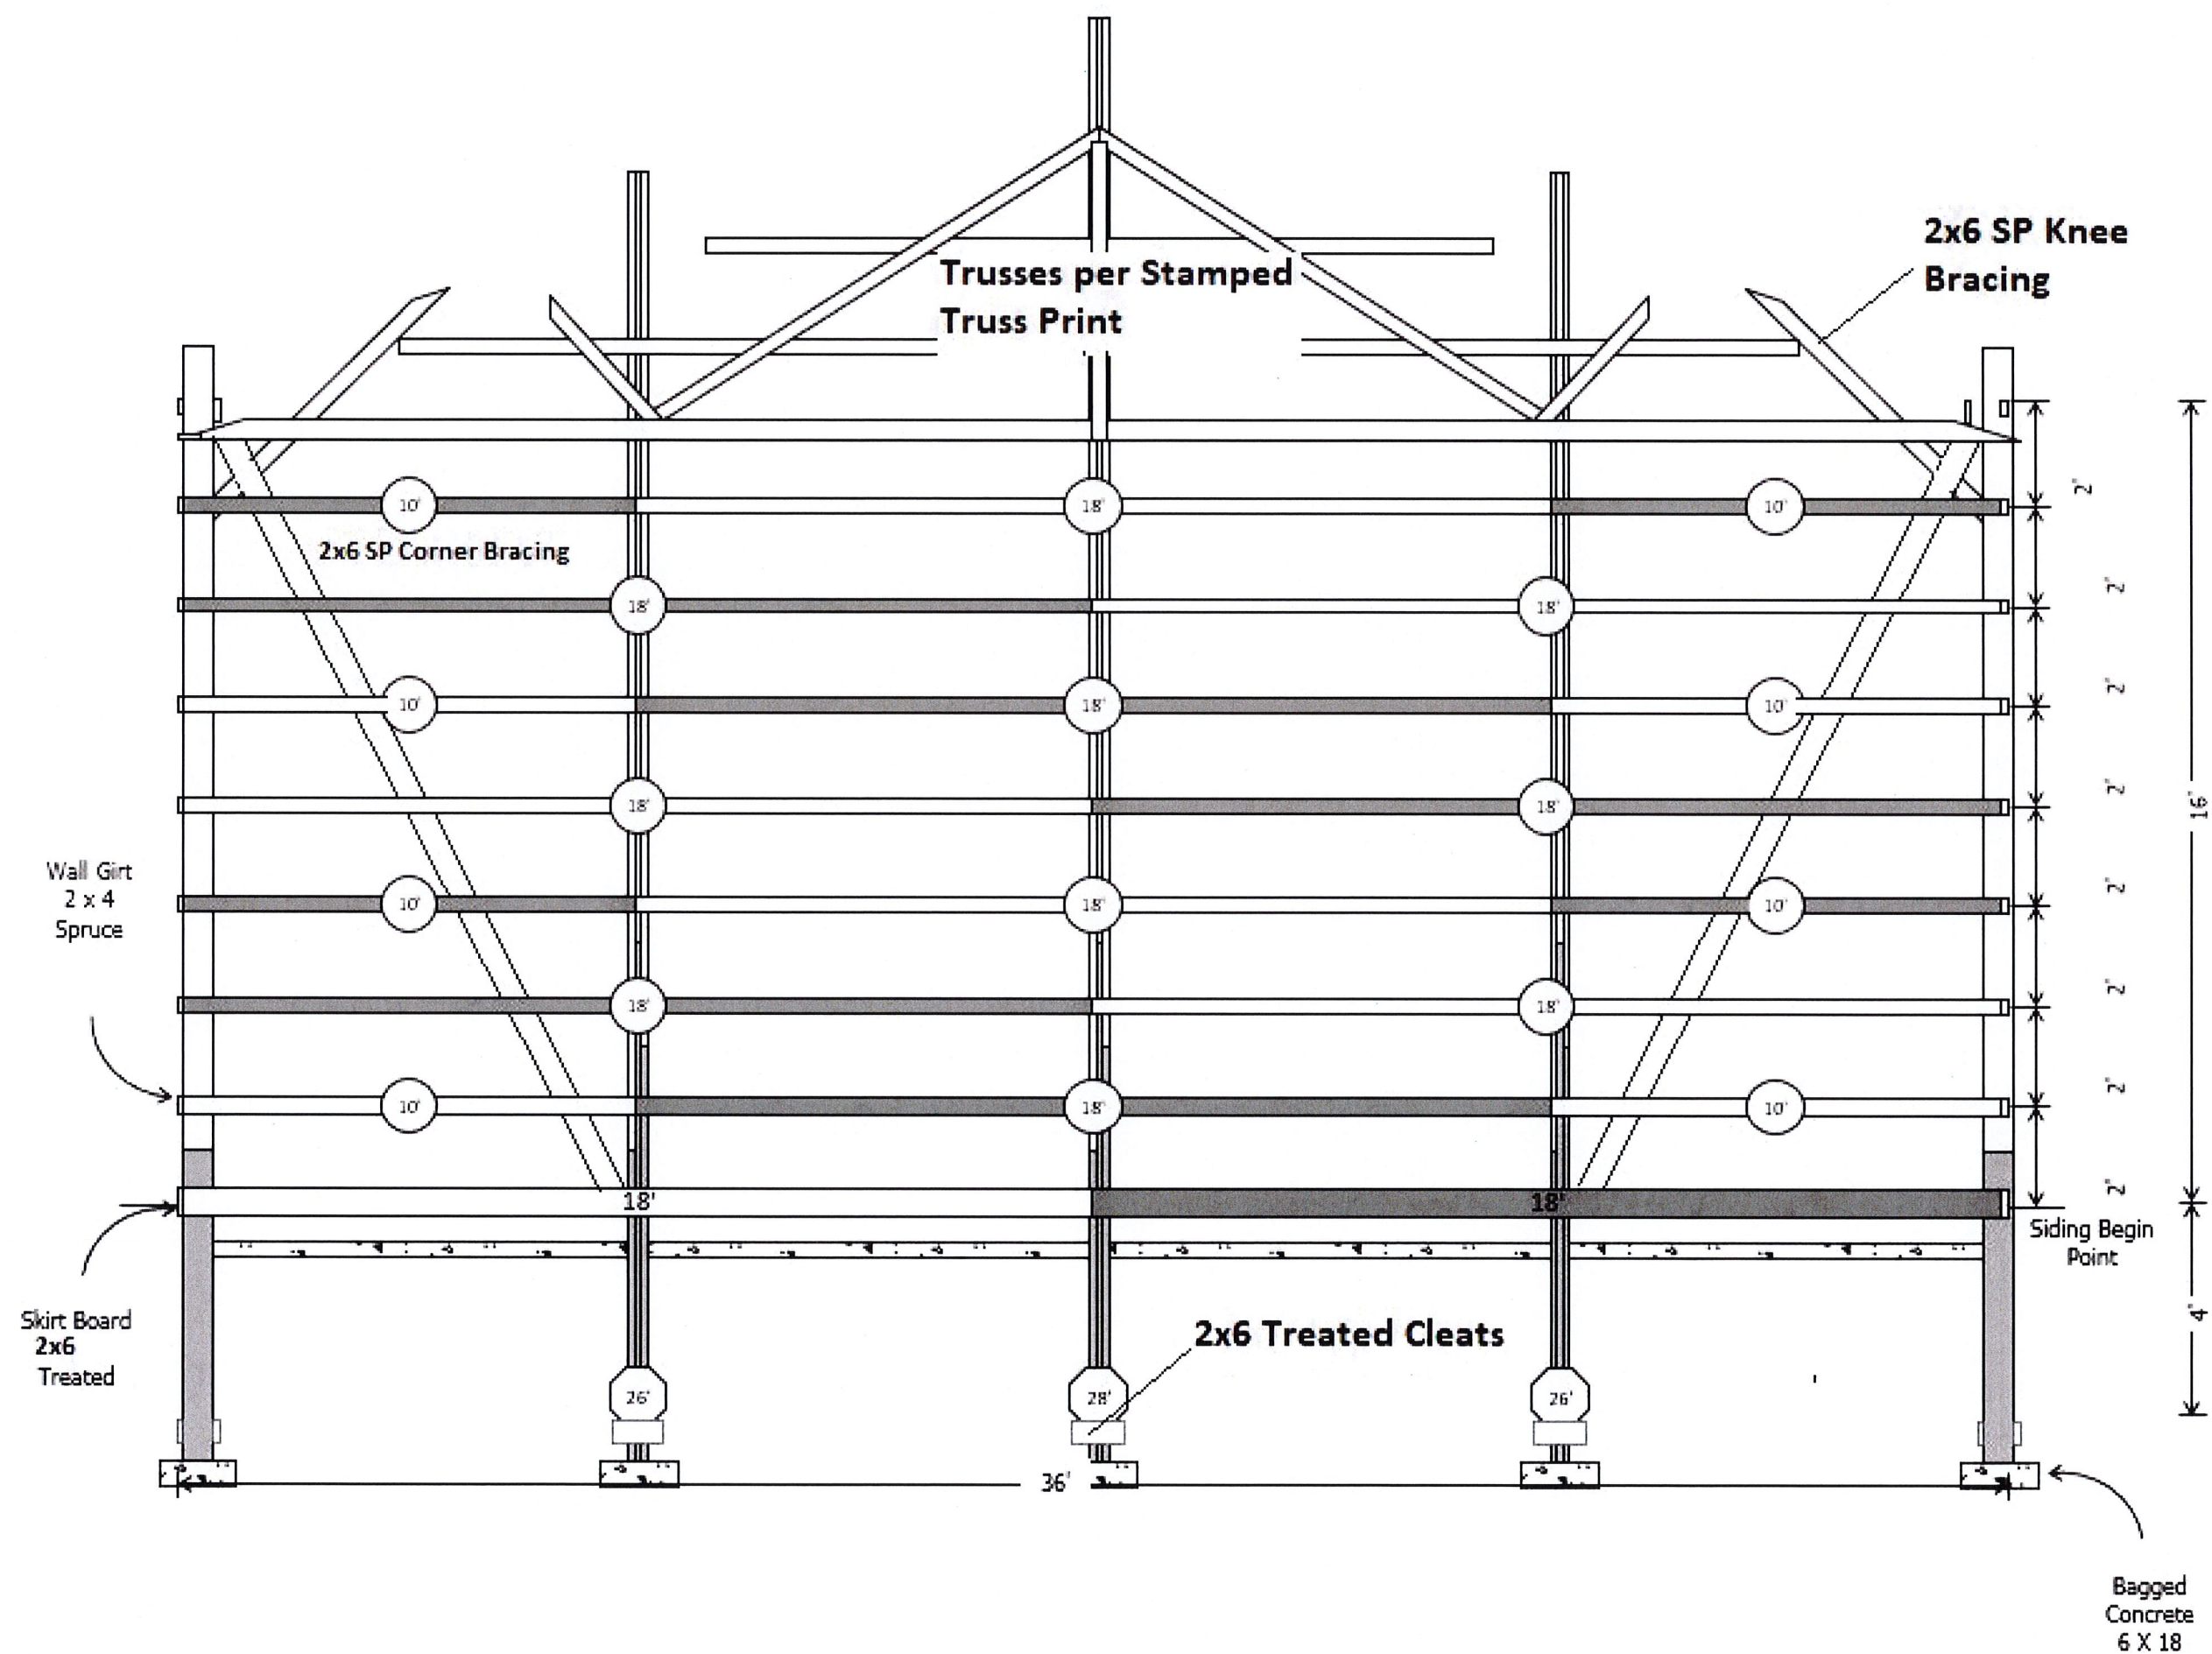 2x6 SP Knee
Bracing
Trusses per Stamped
Truss Print
10'
18'
10'
2'
2x6 SP Corner Bracing
18'
18'
2'
10'
18'
10'
2'
18'
18'
2'
16'
Wall Girt
2 x 4
Spruce
10'
18'
10'
2'
18'
18'
2'
10'
18'
10'
2'
18'
18'
2'
Siding Begin
Point
Skirt Board
2x6
Treated
2x6 Treated Cleats
4'
26'
28'
26'
36'
Bagged
Concrete
6 X 18